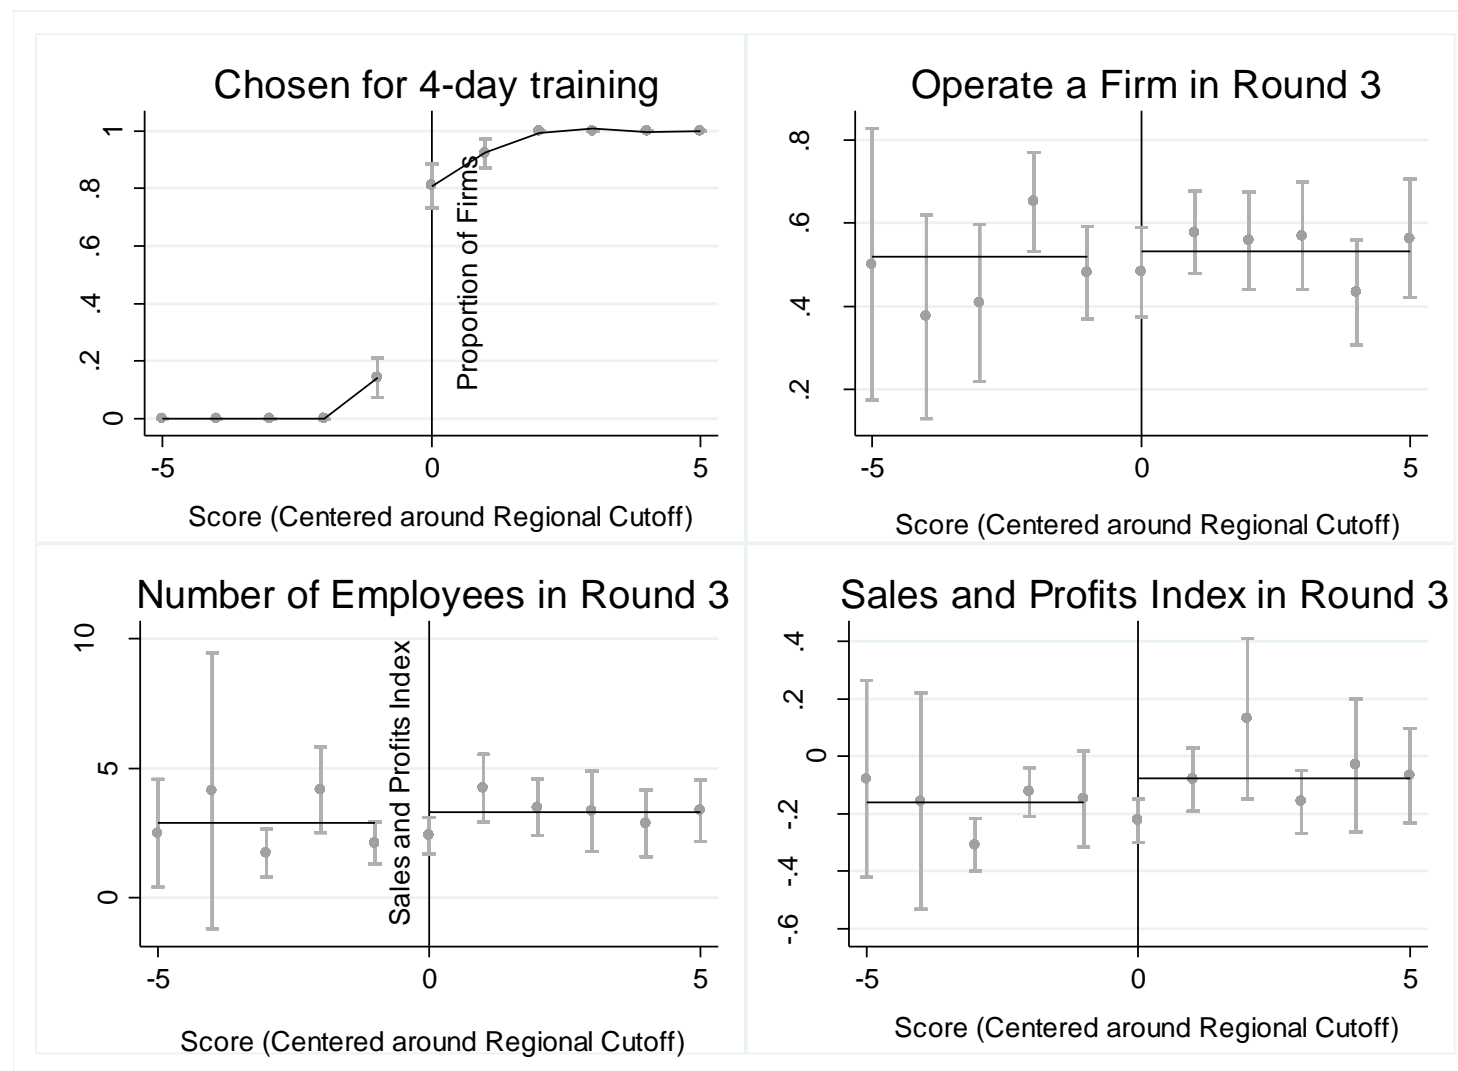 Chosen for 4-day training
1
.8
.6
.4
.2
0
-5 0 5
Score (Centered around Regional Cutoff)
Operate a Firm in Round 3
Proportion of Firms
.8
.6
.4
.2
-5 0 5
Score (Centered around Regional Cutoff)
Number of Employees in Round 3
10
5
0
-5 0 5
Score (Centered around Regional Cutoff)
Sales and Profits Index in Round 3
Sales and Profits Index
.4
.2
0
-.2
-.4
-.6
-5 0 5
Score (Centered around Regional Cutoff)